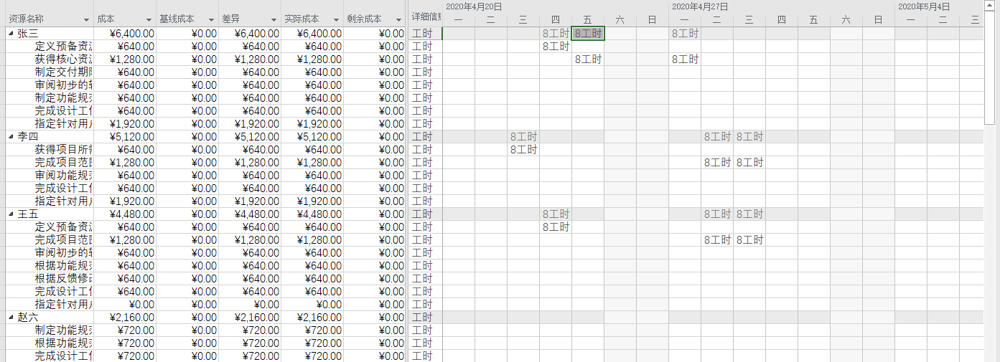 2020年4月20日 2020年4月27日 2020年5月4日
资源名称 成本 基线成本 差异 实际成本 剩余成本 详细信息 一 二 三 四 五 六 日 一 二 三 四 五 六 日 一 二 三
张三 ¥6,400.00 ¥0.00 ¥6,400.00 ¥6,400.00 ¥0.00 工时 8工时 8工时 8工时
定义预备资 ¥640.00 ¥0.00 ¥640.00 ¥640.00 ¥0.00 工时 8工时
获得核心资 ¥1,280.00 ¥0.00 ¥1,280.00 ¥1,280.00 ¥0.00 工时 8工时 8工时
制定交付期 ¥640.00 ¥0.00 ¥640.00 ¥640.00 ¥0.00 工时
审阅初步的 ¥640.00 ¥0.00 ¥640.00 ¥640.00 ¥0.00 工时
制定功能规 ¥640.00 ¥0.00 ¥640.00 ¥640.00 ¥0.00 工时
完成设计工 ¥640.00 ¥0.00 ¥640.00 ¥640.00 ¥0.00 工时
指定针对用 ¥1,920.00 ¥0.00 ¥1,920.00 ¥1,920.00 ¥0.00 工时
李四 ¥5,120.00 ¥0.00 ¥5,120.00 ¥5,120.00 ¥0.00 工时 8工时 8工时 8工时
获得项目所 ¥640.00 ¥0.00 ¥640.00 ¥640.00 ¥0.00 工时 8工时
完成项目范 ¥1,280.00 ¥0.00 ¥1,280.00 ¥1,280.00 ¥0.00 工时 8工时 8工时
审阅功能规 ¥640.00 ¥0.00 ¥640.00 ¥640.00 ¥0.00 工时
完成设计工 ¥640.00 ¥0.00 ¥640.00 ¥640.00 ¥0.00 工时
指定针对用 ¥1,920.00 ¥0.00 ¥1,920.00 ¥1,920.00 ¥0.00 工时
王五 ¥4,480.00 ¥0.00 ¥4,480.00 ¥4,480.00 ¥0.00 工时 8工时 8工时 8工时
定义预备资 ¥640.00 ¥0.00 ¥640.00 ¥640.00 ¥0.00 工时 8工时
完成项目范 ¥1,280.00 ¥0.00 ¥1,280.00 ¥1,280.00 ¥0.00 工时 8工时 8工时
审阅初步的 ¥640.00 ¥0.00 ¥640.00 ¥640.00 ¥0.00 工时
根据功能规 ¥640.00 ¥0.00 ¥640.00 ¥640.00 ¥0.00 工时
根据反馈修 ¥640.00 ¥0.00 ¥640.00 ¥640.00 ¥0.00 工时
完成设计工 ¥640.00 ¥0.00 ¥640.00 ¥640.00 ¥0.00 工时
指定针对用 ¥0.00 ¥0.00 ¥0.00 ¥0.00 ¥0.00 工时
赵六 ¥2,160.00 ¥0.00 ¥2,160.00 ¥2,160.00 ¥0.00 工时
制定功能规 ¥720.00 ¥0.00 ¥720.00 ¥720.00 ¥0.00 工时
根据功能规 ¥720.00 ¥0.00 ¥720.00 ¥720.00 ¥0.00 工时
完成设计工 ¥720.00 ¥0.00 ¥720.00 ¥720.00 ¥0.00 工时